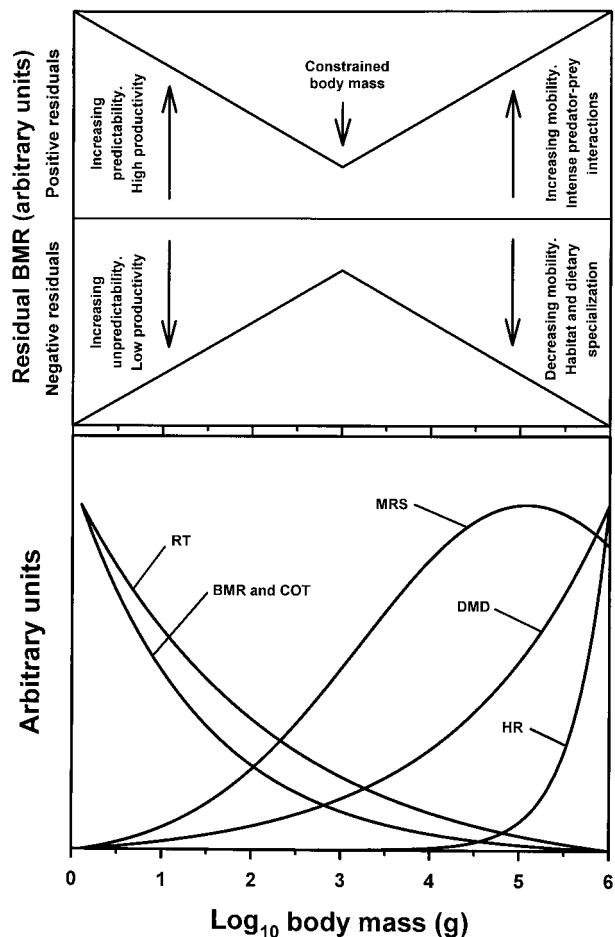 Residual BMR (arbitrary units)
Positive residuals
Negative residuals
Increasing
predictability.
High productivity
Constrained
body mass
Increasing mobility.
Intense predator-prey
interactions
Increasing
unpredictability.
Low productivity
Decreasing mobility.
Habitat and dietary
specialization
Arbitrary units
RT
BMR and COT
MRS
DMD
HR
0 1 2 3 4 5 6
Log10 body mass (g)